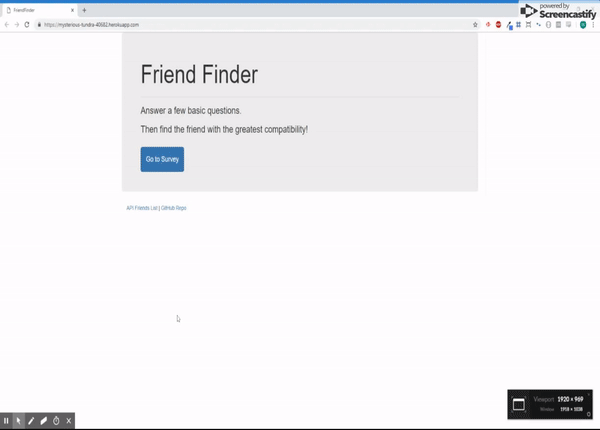 powered by
Screencastify
FriendFinder
https://mysterious-tundra-40682.herokuapp.com
Friend Finder
Answer a few basic questions.
Then find the friend with the greatest compatibility!
Go to Survey
API Friends List | GitHub Repo
Viewport 1920 × 969
Window 1918 × 1038